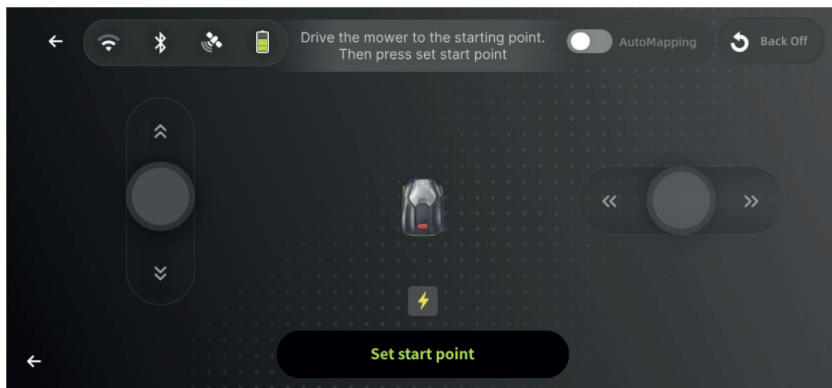 Drive the mower to the starting point.
Then press set start point
AutoMapping
Back Off
Set start point